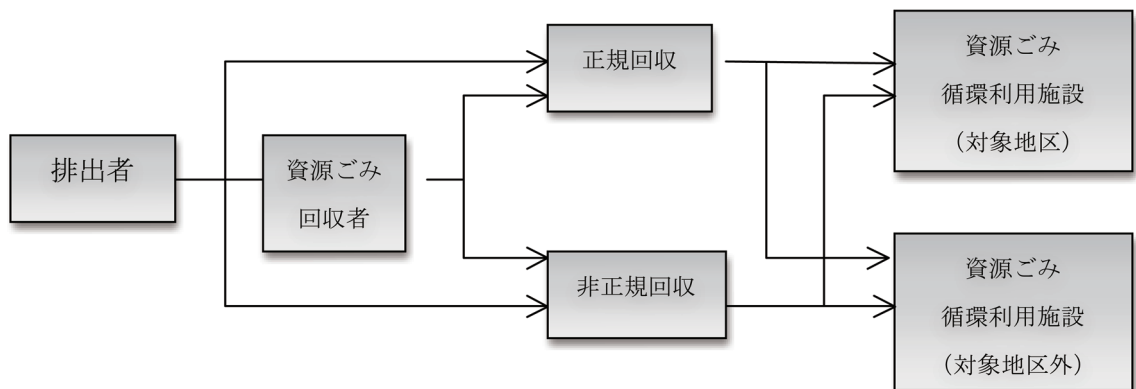 排出者
資源ごみ
回収者
正規回収
非正規回収
資源ごみ
循環利用施設
(対象地区)
資源ごみ
循環利用施設
(対象地区外)